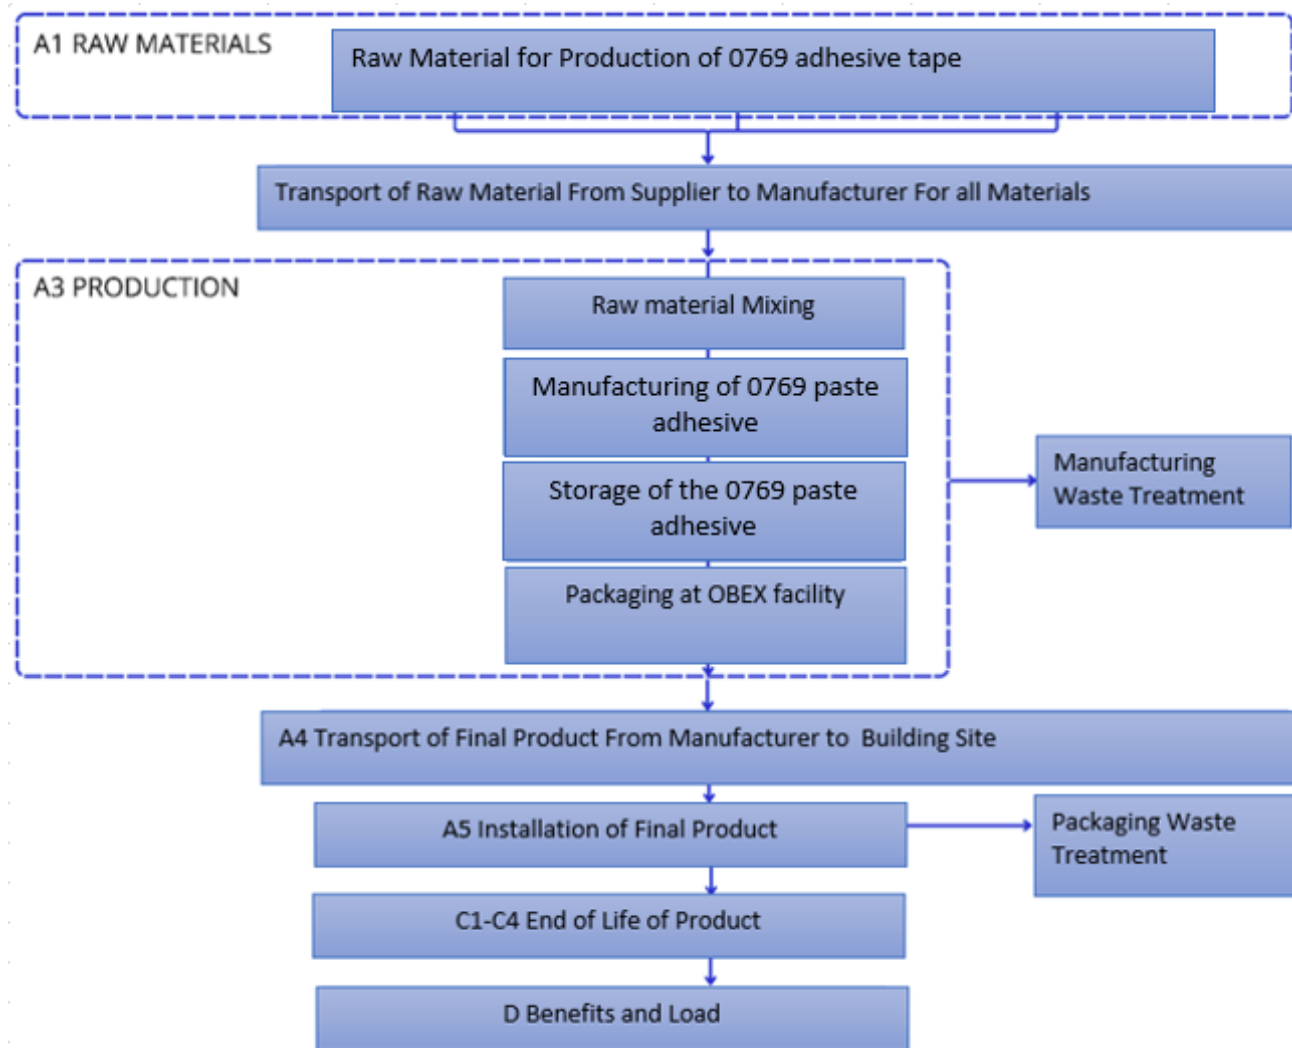 A1 RAW MATERIALS
Raw Material for Production of 0769 adhesive tape
Transport of Raw Material From Supplier to Manufacturer For all Materials
A3 PRODUCTION
Raw material Mixing
Manufacturing of 0769 paste
adhesive
Storage of the 0769 paste
adhesive
Manufacturing
Waste Treatment
Packaging at OBEX facility
A4 Transport of Final Product From Manufacturer to Building Site
A5 Installation of Final Product
Packaging Waste
Treatment
C1-C4 End of Life of Product
D Benefits and Load